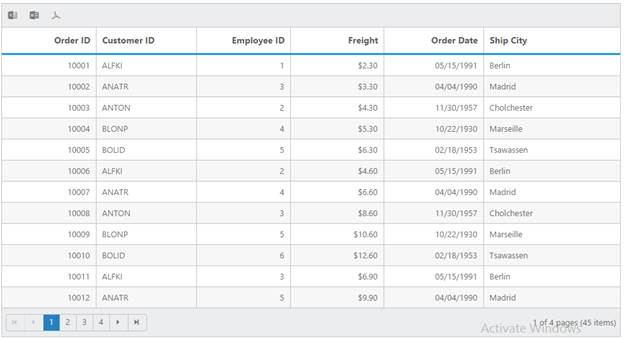 Order ID Customer ID Employee ID Freight Order Date Ship City
10001 ALFKI 1 $2.30 05/15/1991 Berlin
10002 ANATR 3 $3.30 04/04/1990 Madrid
10003 ANTON 2 $4.30 11/30/1957 Cholchester
10004 BLONP 4 $5.30 10/22/1930 Marseille
10005 BOLID 5 $6.30 02/18/1953 Tsawassen
10006 ALFKI 2 $4.60 05/15/1991 Berlin
10007 ANATR 4 $6.60 04/04/1990 Madrid
10008 ANTON 3 $8.60 11/30/1957 Cholchester
10009 BLONP 5 $10.60 10/22/1930 Marseille
10010 BOLID 6 $12.60 02/18/1953 Tsawassen
10011 ALFKI 3 $6.90 05/15/1991 Berlin
10012 ANATR 5 $9.90 04/04/1990 Madrid
1 2 3 4 1 of 4 pages (45 items)
Activate Windows